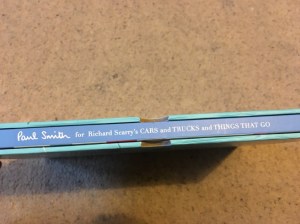 Paul Smith for Richard Scarry's CARS and TRUCKS and THINGS THAT GO